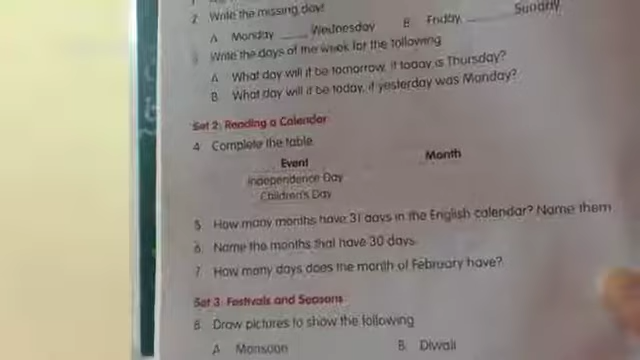 2 Write the missing day!
A Monday ____ Wednesday B Friday, ____ Sunday
Write the days of the week for the following
A What day will it be tomorrow, if today is Thursday?
B What day will it be today, if yesterday was Monday?
Set 2: Reading a Calendar
4 Complete the table
Event Month
Independence Day
Children's Day
5 How many months have 31 days in the English calendar? Name them
6 Name the months that have 30 days
7 How many days does the month of February have?
Set 3: Festivals and Seasons
8 Draw pictures to show the following
A Monsoon B Diwali